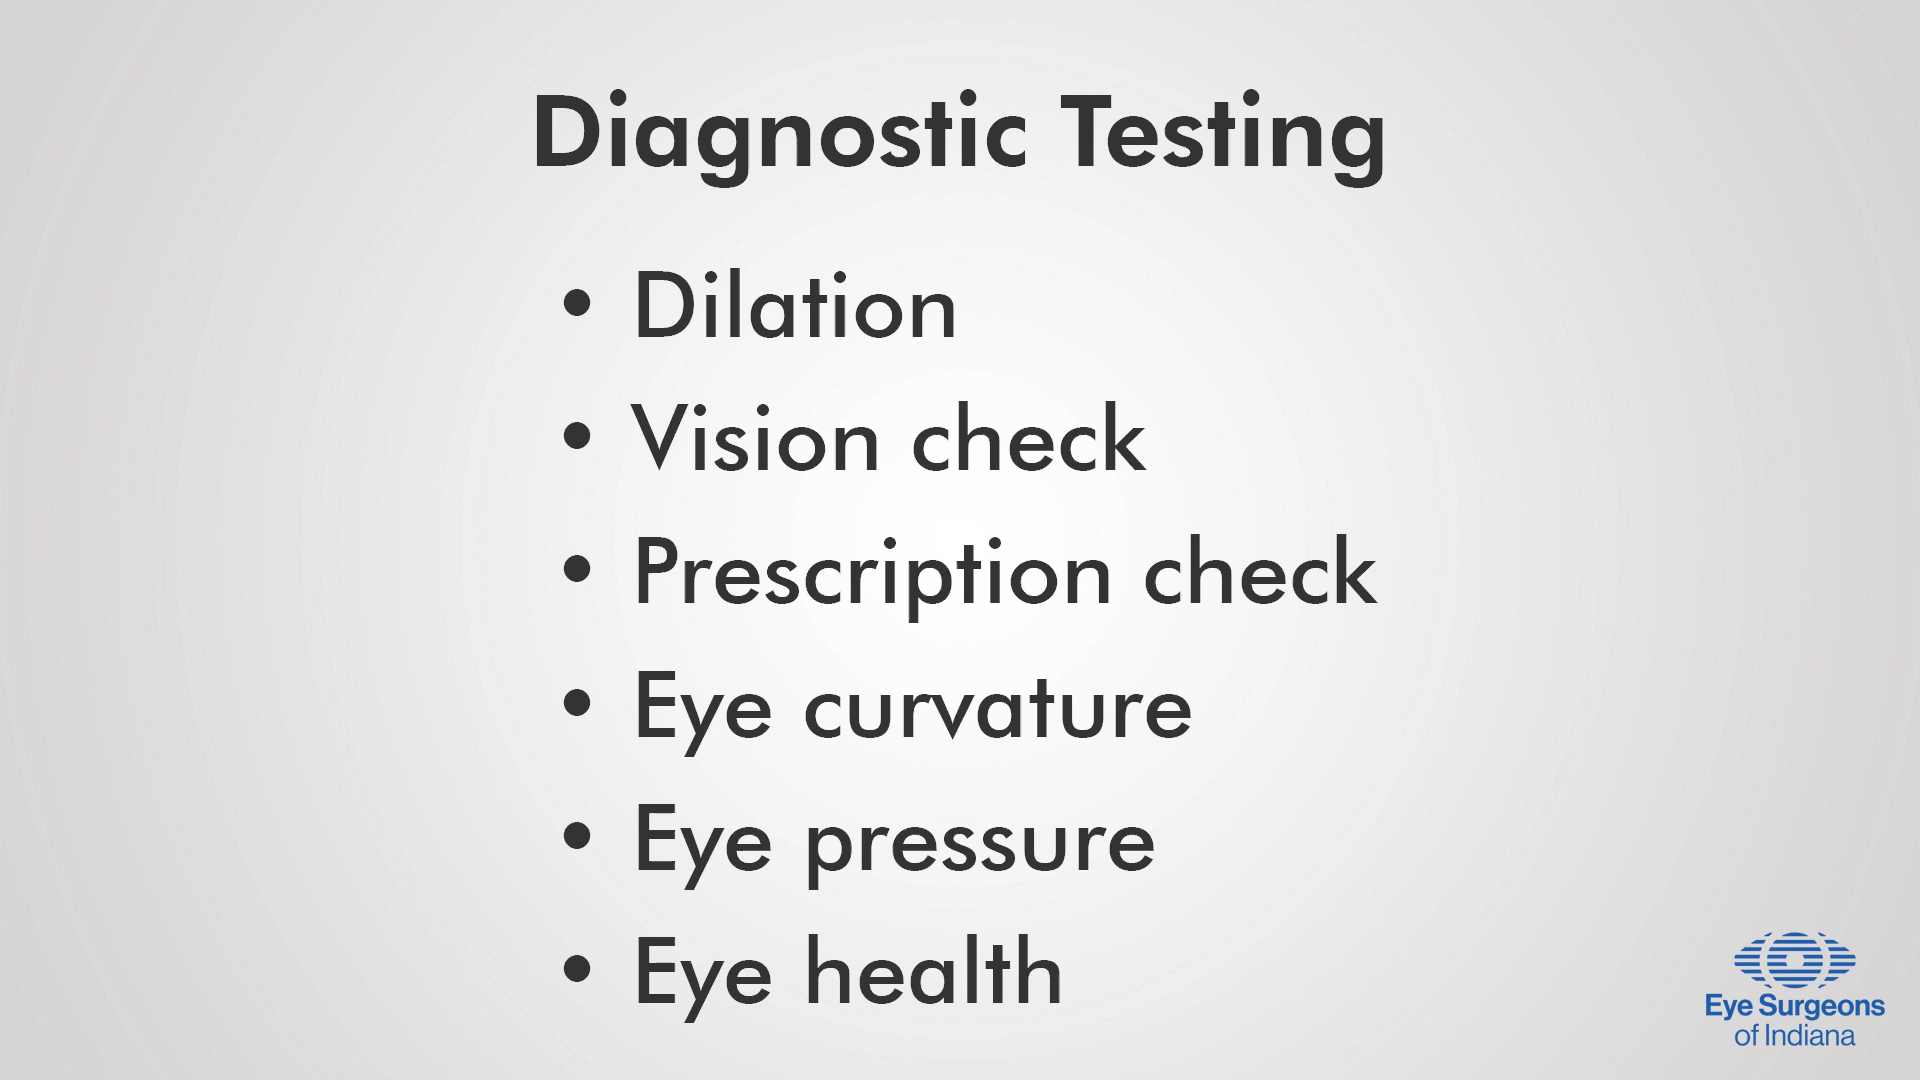 Diagnostic Testing
• Dilation
• Vision check
• Prescription check
• Eye curvature
• Eye pressure
• Eye health
Eye Surgeons
of Indiana